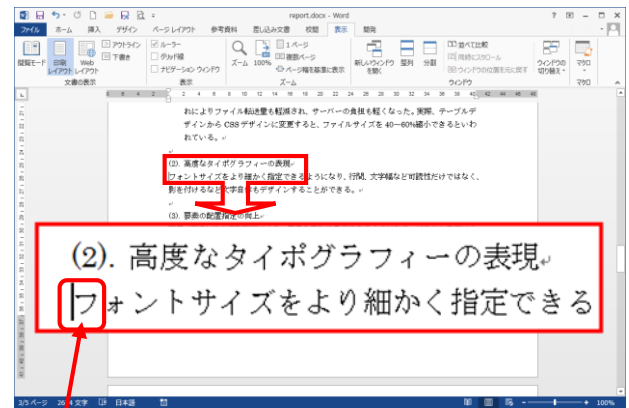 report.docx - Word
ファイル ホーム 挿入 デザイン ページ レイアウト 参考資料 差し込み文書 校閲 表示 開発
閲覧モード 印刷レイアウト Webレイアウト アウトライン 下書き
文書の表示
ルーラー
グリッド線
ナビゲーション ウィンドウ
表示
ズーム 100% 1 ページ 複数ページ ページ幅を基準に表示
ズーム
新しいウィンドウを開く 整列 分割 並べて比較 同時にスクロール ウィンドウの位置を元に戻す ウィンドウの切り替え
ウィンドウ
マクロ
マクロ
れによりファイル転送量も軽減され、サーバーの負担も軽くなった。実際、テーブルデ
ザインから CSS デザインに変更すると、ファイルサイズを 40~60%縮小できるといわ
れている。
(2). 高度なタイポグラフィーの表現
フォントサイズをより細かく指定できるようになり、行間、文字幅など可読性だけではなく、
影を付けるなど文字自体もデザインすることができる。
(3). 要素の配置指定の向上
(2). 高度なタイポグラフィーの表現
フォントサイズをより細かく指定できる
3/5 ページ 文字 日本語 100%